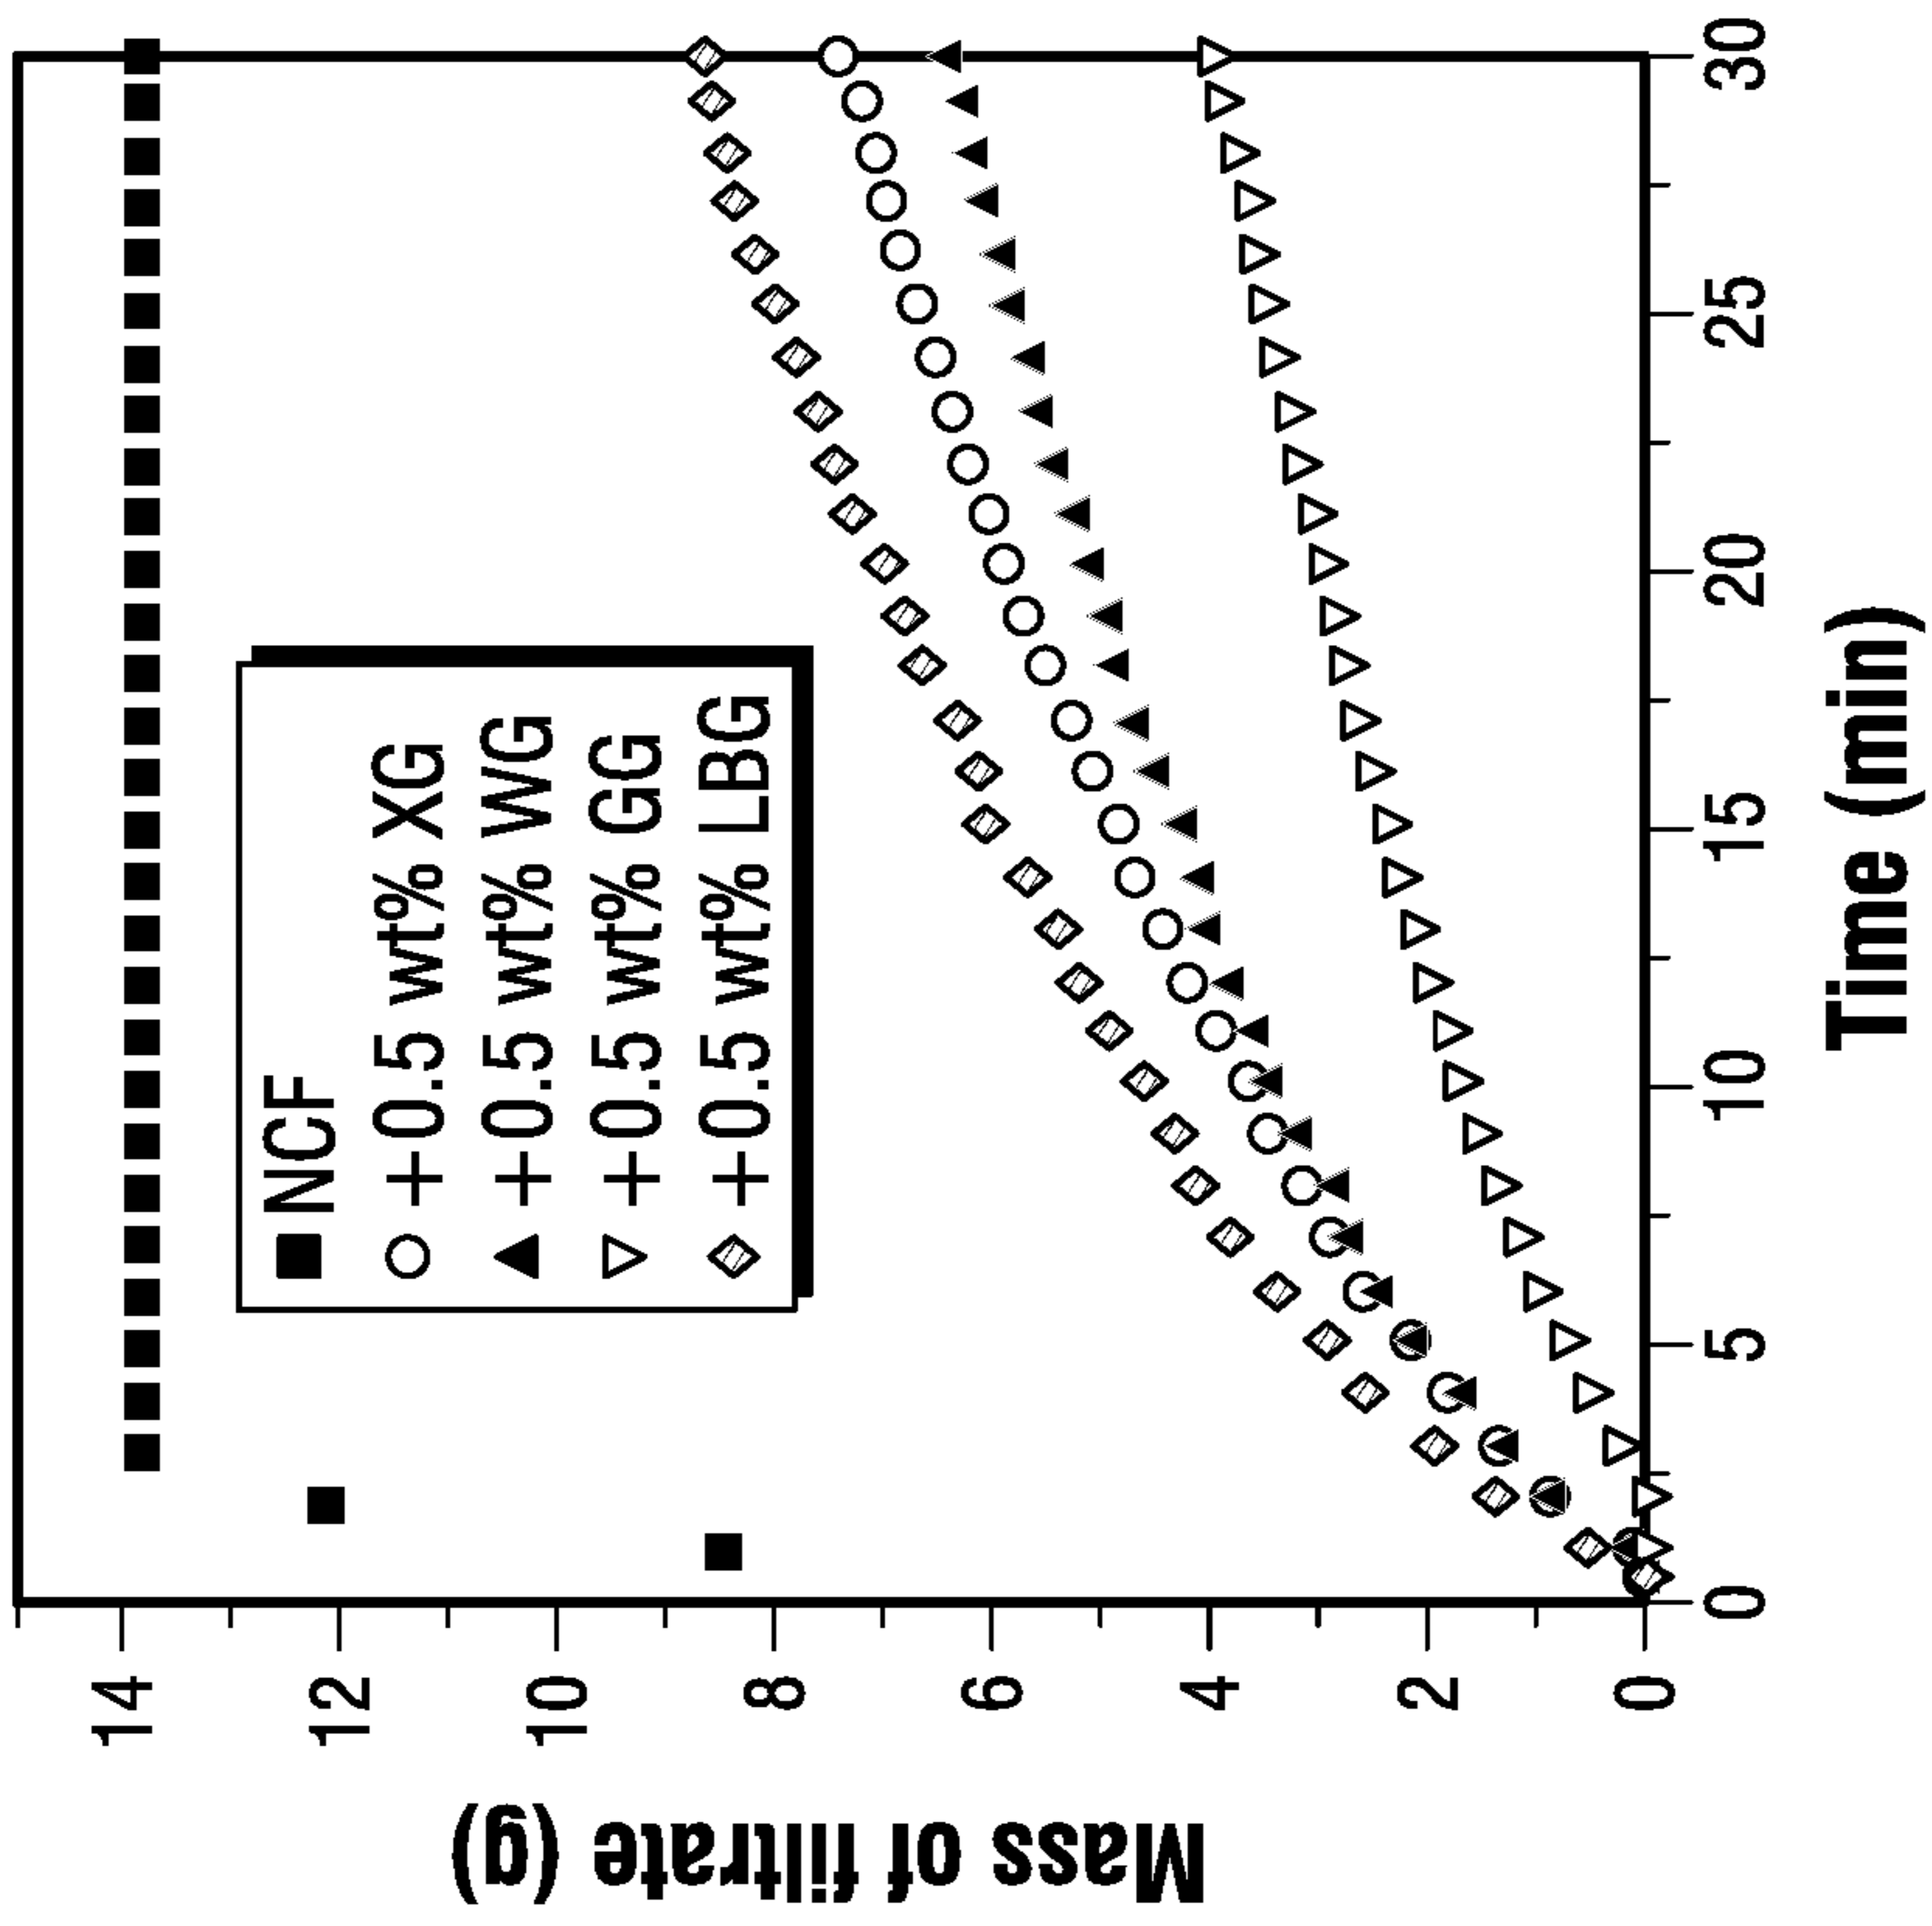 Mass of filtrate (g)
14
12
10
8
6
4
2
0
NCF
+0.5 wt% XG
+0.5 wt% WG
+0.5 wt% GG
+0.5 wt% LBG
0 5 10 15 20 25 30
Time (min)